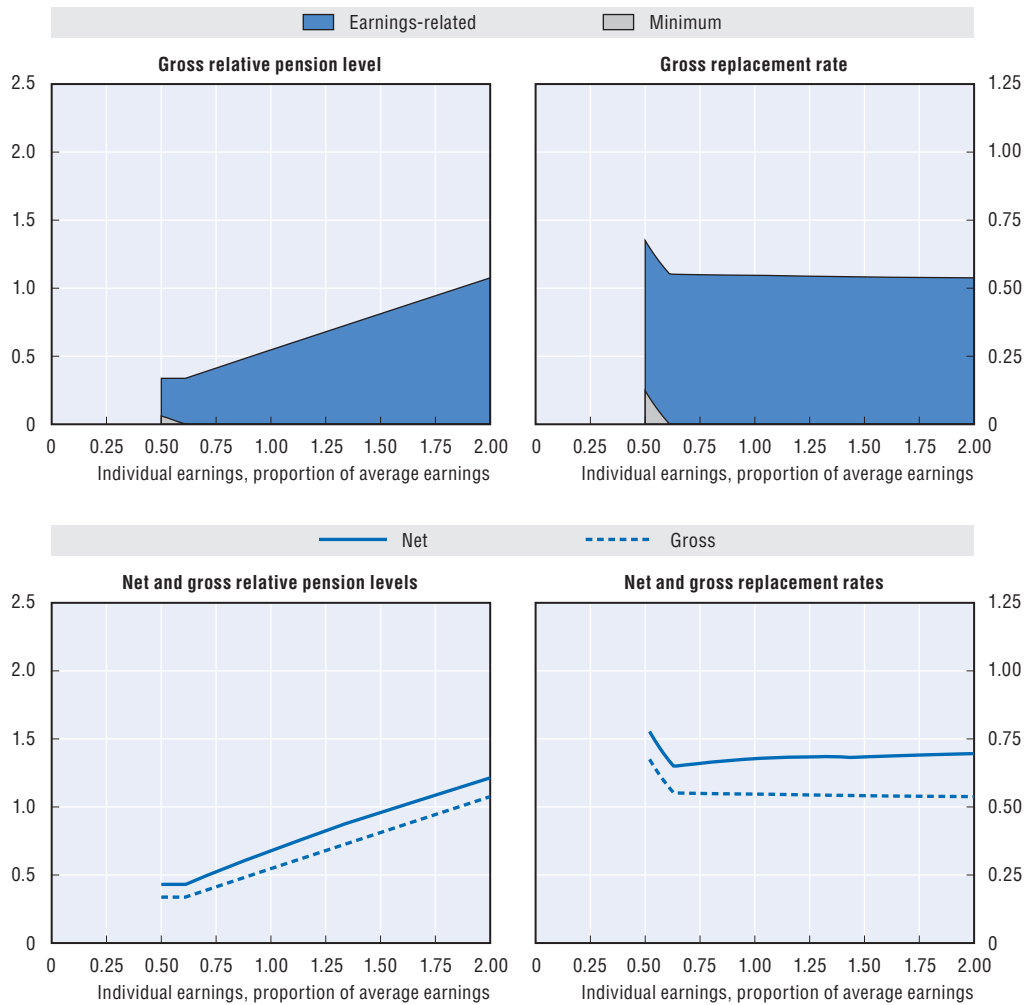 Earnings-related Minimum
Gross relative pension level
2.5
2.0
1.5
1.0
0.5
0
0 0.25 0.50 0.75 1.00 1.25 1.50 1.75 2.00
Individual earnings, proportion of average earnings
Gross replacement rate
1.25
1.00
0.75
0.50
0.25
0
0 0.25 0.50 0.75 1.00 1.25 1.50 1.75 2.00
Individual earnings, proportion of average earnings
Net Gross
Net and gross relative pension levels
2.5
2.0
1.5
1.0
0.5
0
0 0.25 0.50 0.75 1.00 1.25 1.50 1.75 2.00
Individual earnings, proportion of average earnings
Net and gross replacement rates
1.25
1.00
0.75
0.50
0.25
0
0 0.25 0.50 0.75 1.00 1.25 1.50 1.75 2.00
Individual earnings, proportion of average earnings